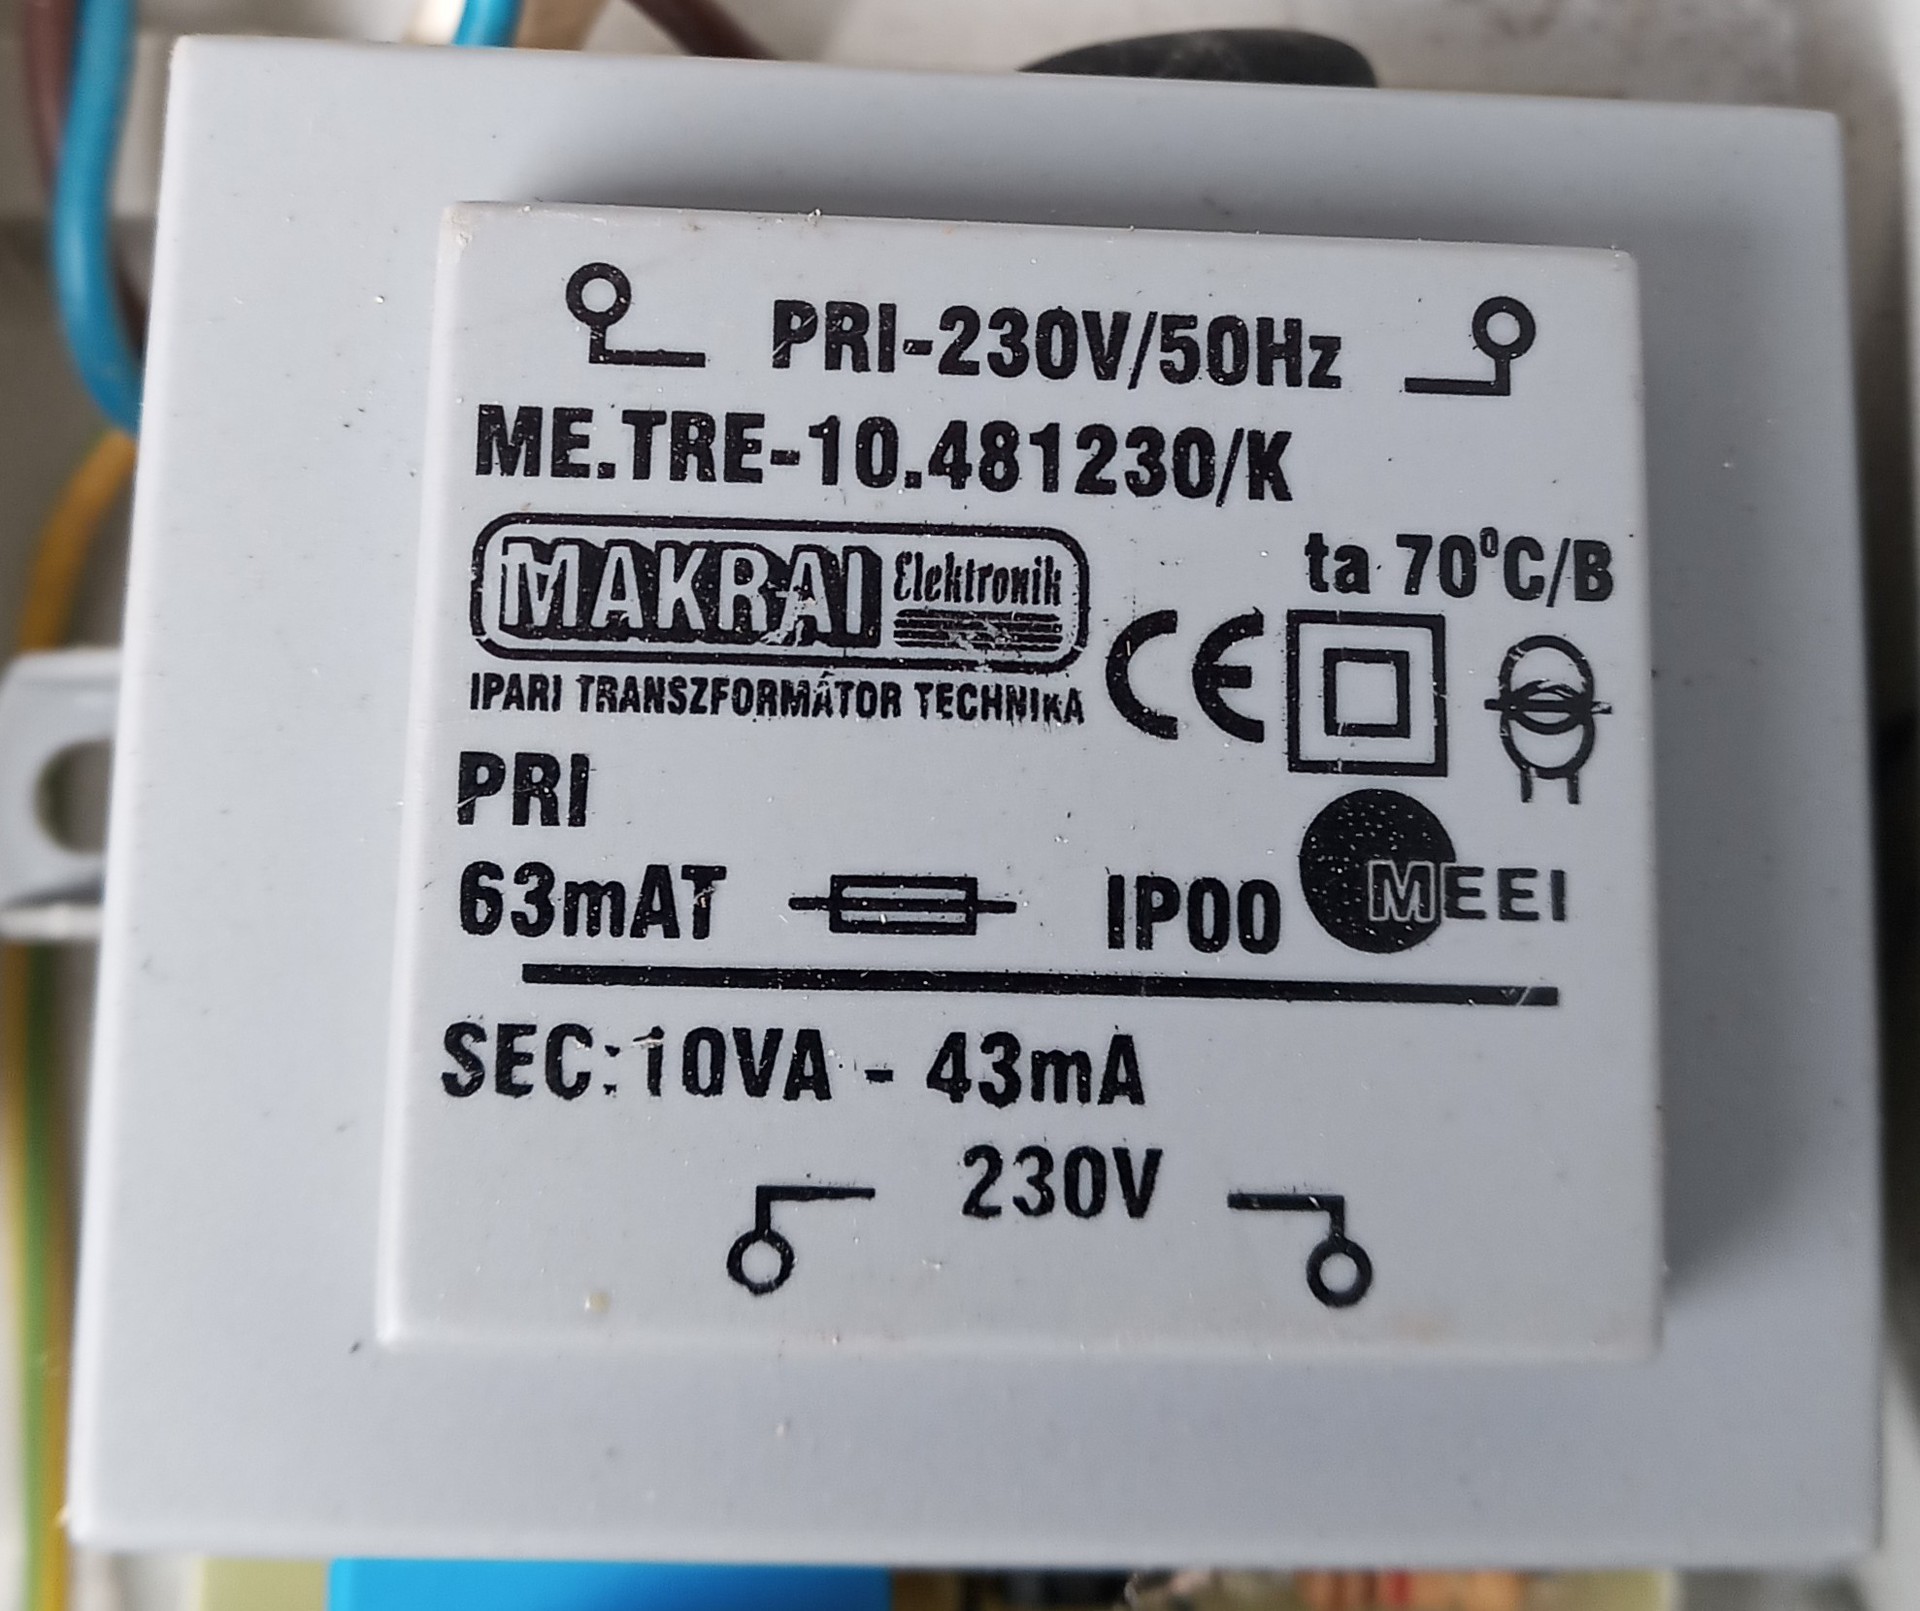 PRI-230V/50Hz
ME.TRE-10.481230/K
MAKRAI Elektronik
ta 70°C/B
IPARI TRANSZFORMÁTOR TECHNIKA
CE
PRI
63mAT
IP00
MEEI
SEC:10VA - 43mA
230V